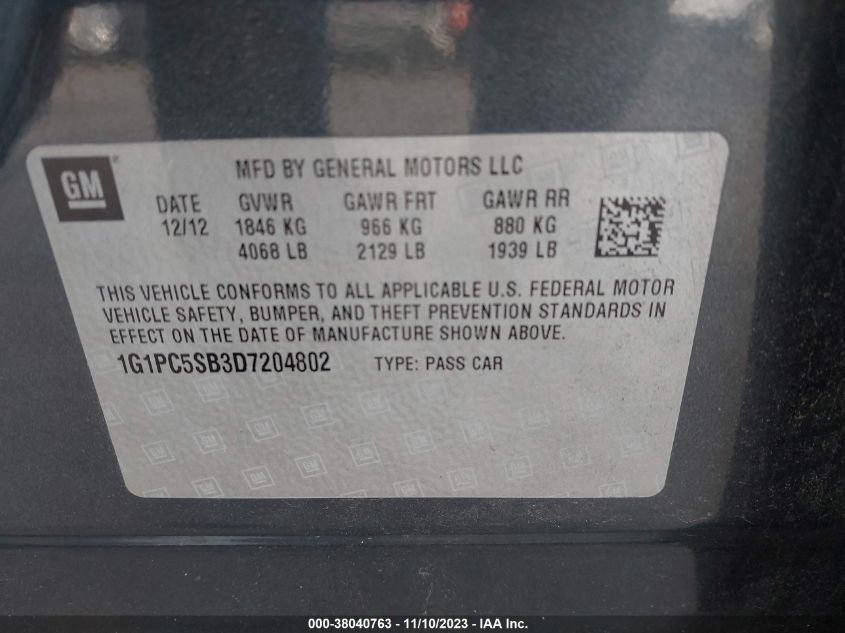 GM ®
MFD BY GENERAL MOTORS LLC
DATE GVWR GAWR FRT GAWR RR
12/12 1846 KG 966 KG 880 KG
4068 LB 2129 LB 1939 LB
THIS VEHICLE CONFORMS TO ALL APPLICABLE U.S. FEDERAL MOTOR
VEHICLE SAFETY, BUMPER, AND THEFT PREVENTION STANDARDS IN
EFFECT ON THE DATE OF MANUFACTURE SHOWN ABOVE.
1G1PC5SB3D7204802 TYPE: PASS CAR
000-38040763 - 11/10/2023 - IAA Inc.